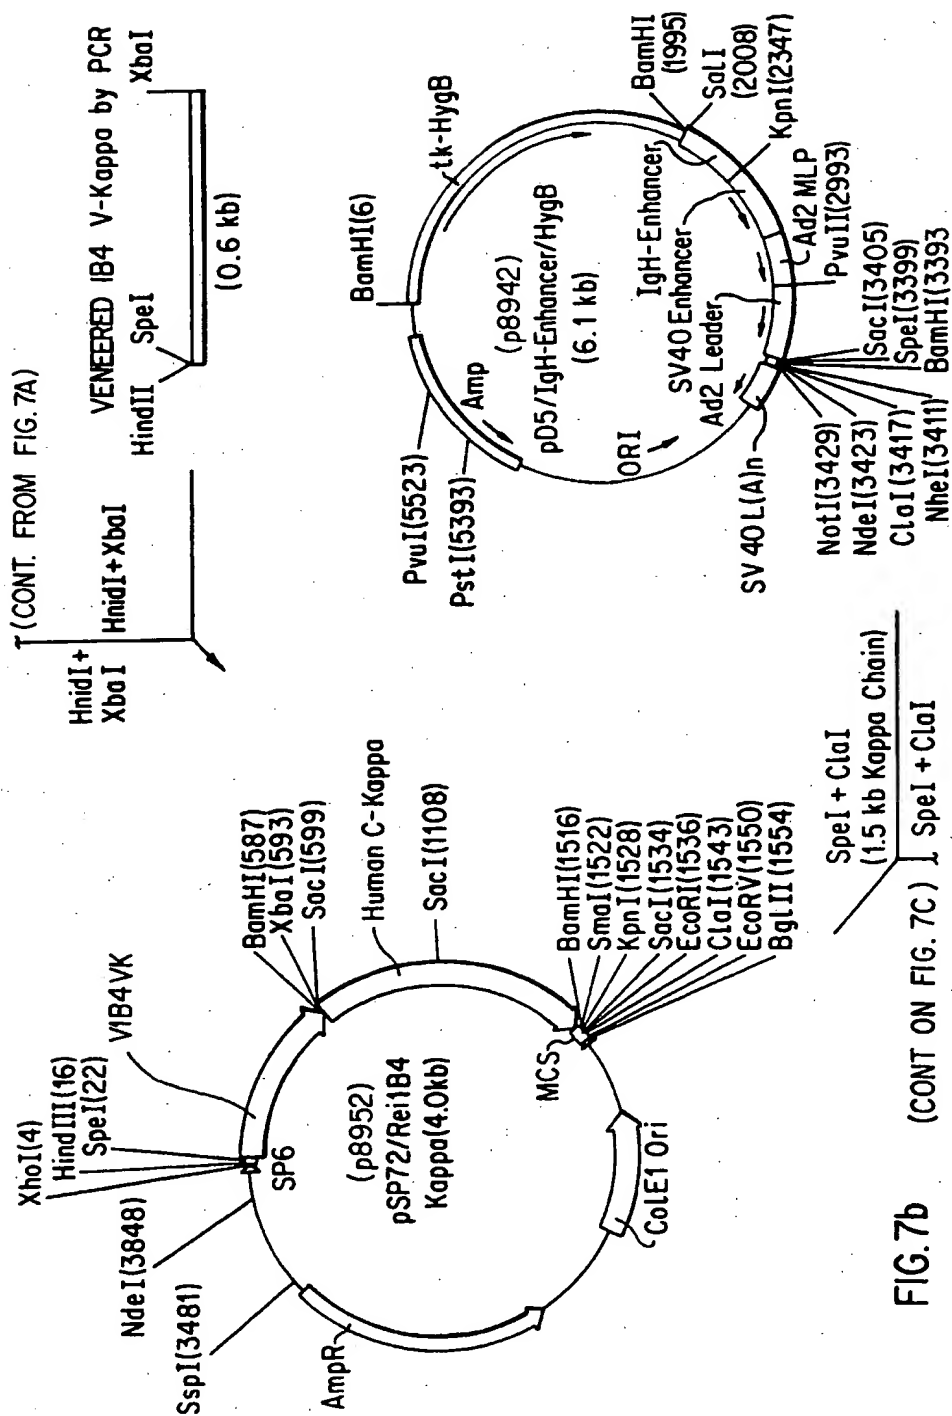 (CONT. FROM FIG. 7A)
HnidI+
XbaI
HnidI+XbaI
HindII
SpeI
VENEERED IB4 V-Kappa by PCR
XbaI
(0.6 kb)
XhoI(4)
HindIII(16)
SpeI(22)
VIB4VK
NdeI(3848)
SspI(3481)
SP6
BamHI(587)
XbaI(593)
SacI(599)
Human C-Kappa
SacI(1108)
(p8952)
pSP72/Rei1B4
Kappa(4.0kb)
AmpR
MCS
ColE1 Ori
BamHI(1516)
SmaI(1522)
KpnI(1528)
SacI(1534)
EcoRI(1536)
ClaI(1543)
EcoRV(1550)
BglII(1554)
BamHI(6)
tk-HygB
PvuI(5523)
PstI(5393)
Amp
(p8942)
pD5/IgH-Enhancer/HygB
(6.1 kb)
ORI
IgH-Enhancer
SV40 Enhancer
Ad2 Leader
BamHI
(1995)
SalI
(2008)
KpnI(2347)
Ad2 MLP
PvuII(2993)
SacI(3405)
SpeI(3399)
BamHI(3393
SV40L(A)n
NotI(3429)
NdeI(3423)
ClaI(3417)
NheI(3411)
SpeI + ClaI
(1.5 kb Kappa Chain)
SpeI + ClaI
(CONT ON FIG. 7C)
FIG. 7b